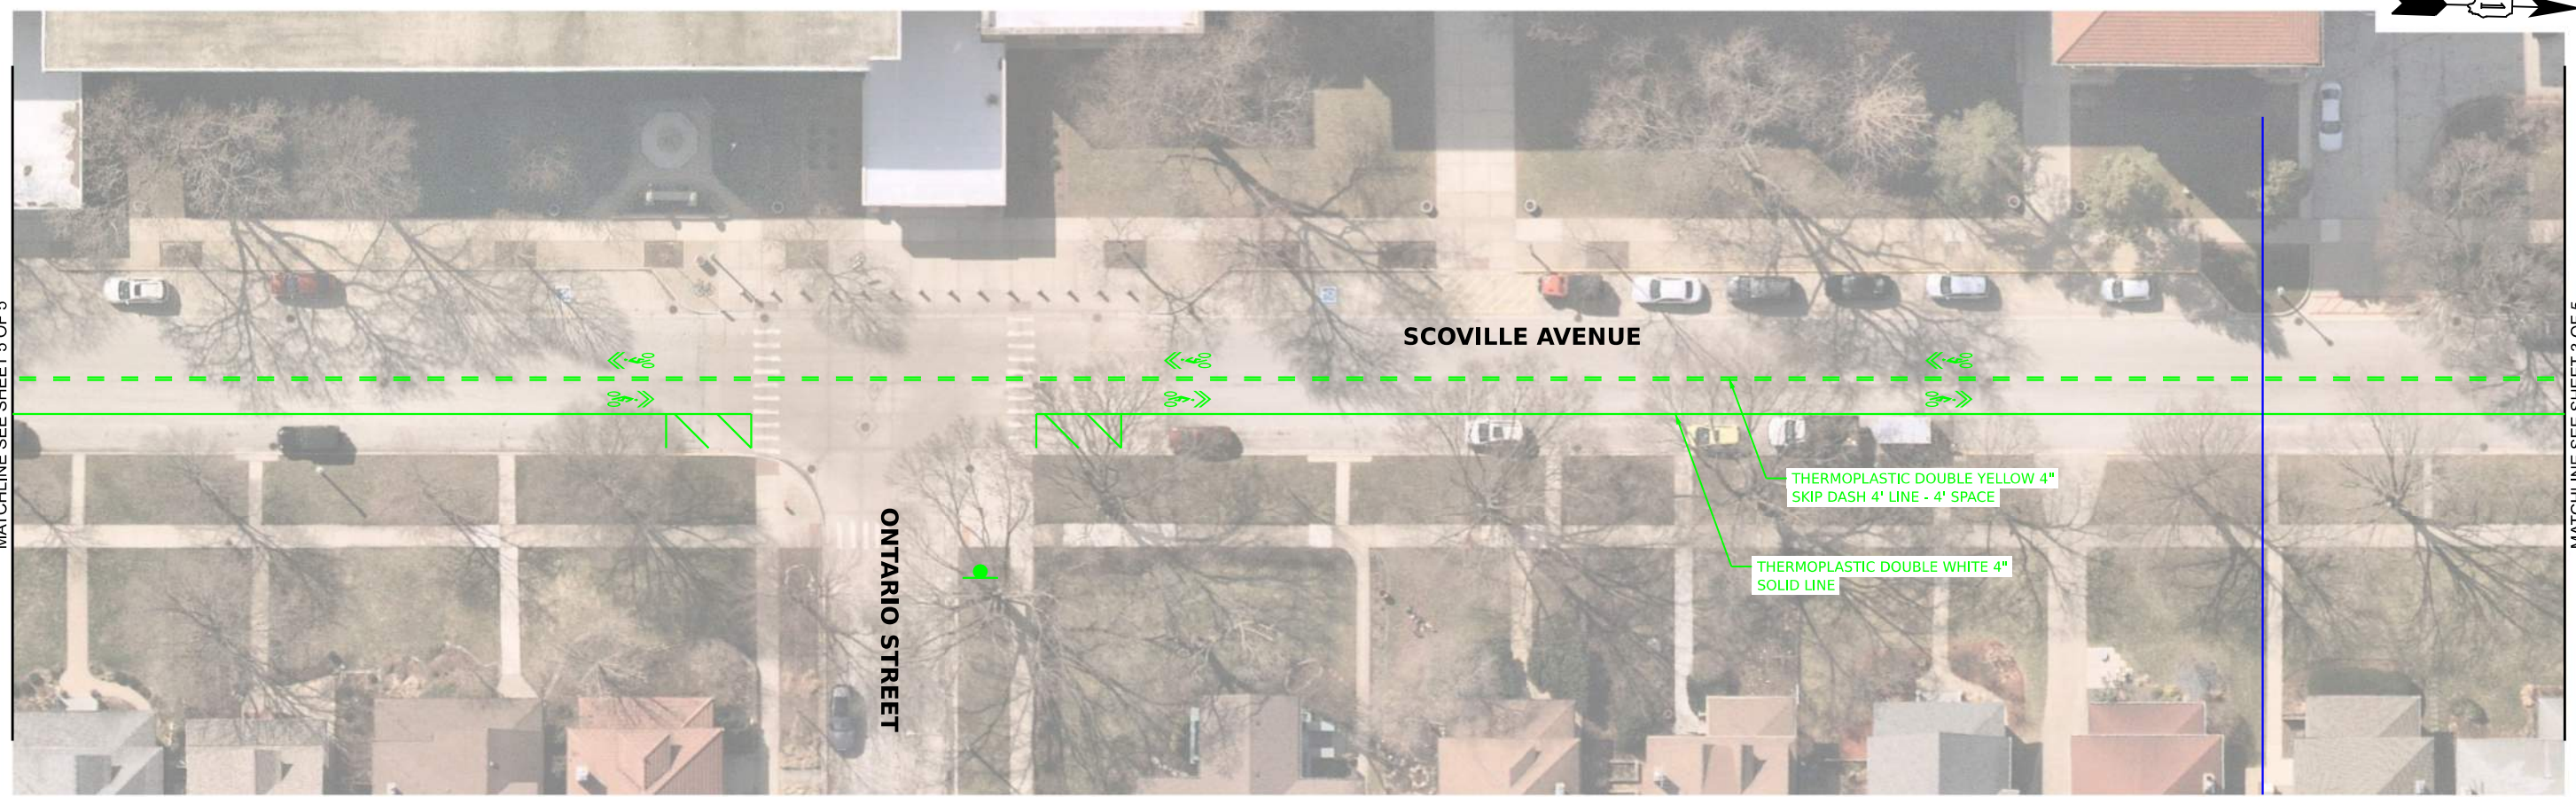 SCOVILLE AVENUE
THERMOPLASTIC DOUBLE YELLOW 4"
SKIP DASH 4' LINE - 4' SPACE
THERMOPLASTIC DOUBLE WHITE 4"
SOLID LINE
ONTARIO STREET